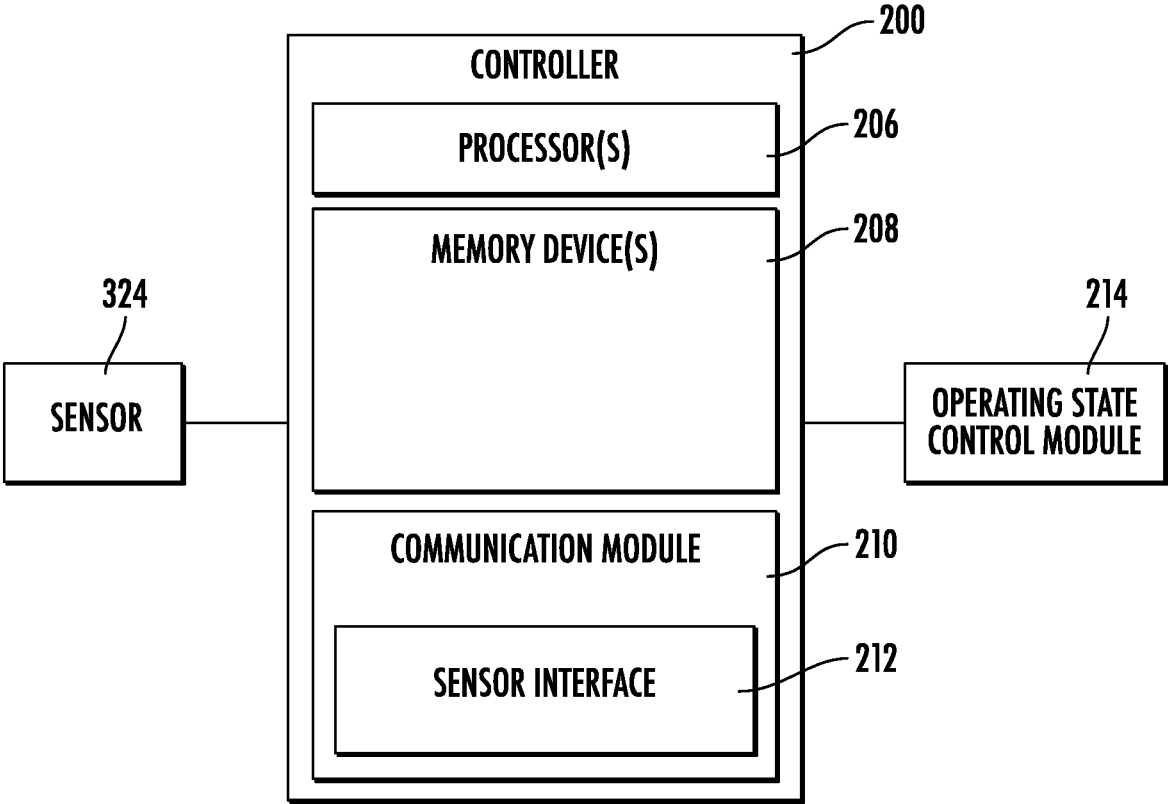 200
CONTROLLER
PROCESSOR(S)
206
MEMORY DEVICE(S)
208
324
214
SENSOR
OPERATING STATE
CONTROL MODULE
COMMUNICATION MODULE
210
SENSOR INTERFACE
212